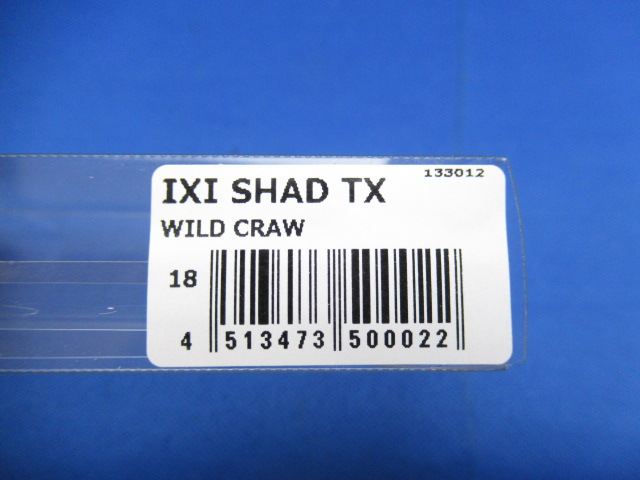 133012
IXI SHAD TX
WILD CRAW
18
4 513473 500022